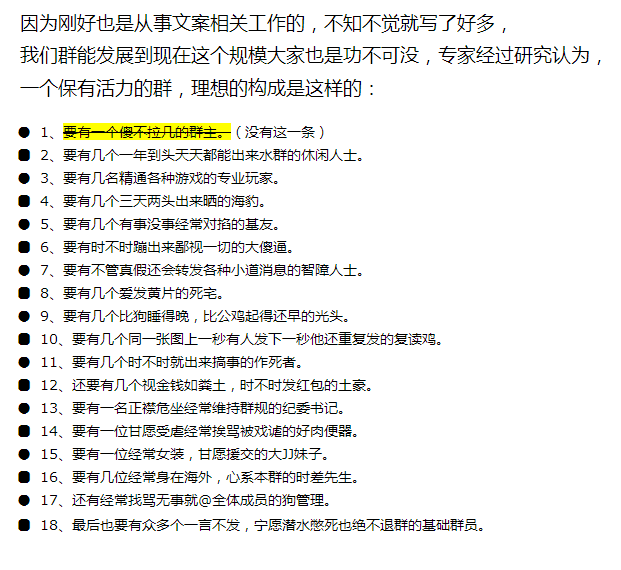 因为刚好也是从事文案相关工作的，不知不觉就写了好多，
我们群能发展到现在这个规模大家也是功不可没，专家经过研究认为，
一个保有活力的群，理想的构成是这样的：
● 1、要有一个傻不拉几的群主。（没有这一条）
■ 2、要有几个一年到头天天都能出来水群的休闲人士。
● 3、要有几名精通各种游戏的专业玩家。
■ 4、要有几个三天两头出来晒的海豹。
● 5、要有几个有事没事经常对掐的基友。
■ 6、要有时不时蹦出来鄙视一切的大傻逼。
● 7、要有不管真假还会转发各种小道消息的智障人士。
■ 8、要有几个爱发黄片的死宅。
● 9、要有几个比狗睡得晚，比公鸡起得还早的光头。
■ 10、要有几个同一张图上一秒有人发下一秒他还重复发的复读鸡。
● 11、要有几个时不时就出来搞事的作死者。
■ 12、还要有几个视金钱如粪土，时不时发红包的土豪。
● 13、要有一名正襟危坐经常维持群规的纪委书记。
■ 14、要有一位甘愿受虐经常挨骂被戏谑的好肉便器。
● 15、要有一位经常女装，甘愿援交的大JJ妹子。
■ 16、要有几位经常身在海外，心系本群的时差先生。
● 17、还有经常找骂无事就@全体成员的狗管理。
■ 18、最后也要有众多个一言不发，宁愿潜水憋死也绝不退群的基础群员。